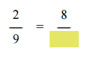 2/9 = 8/